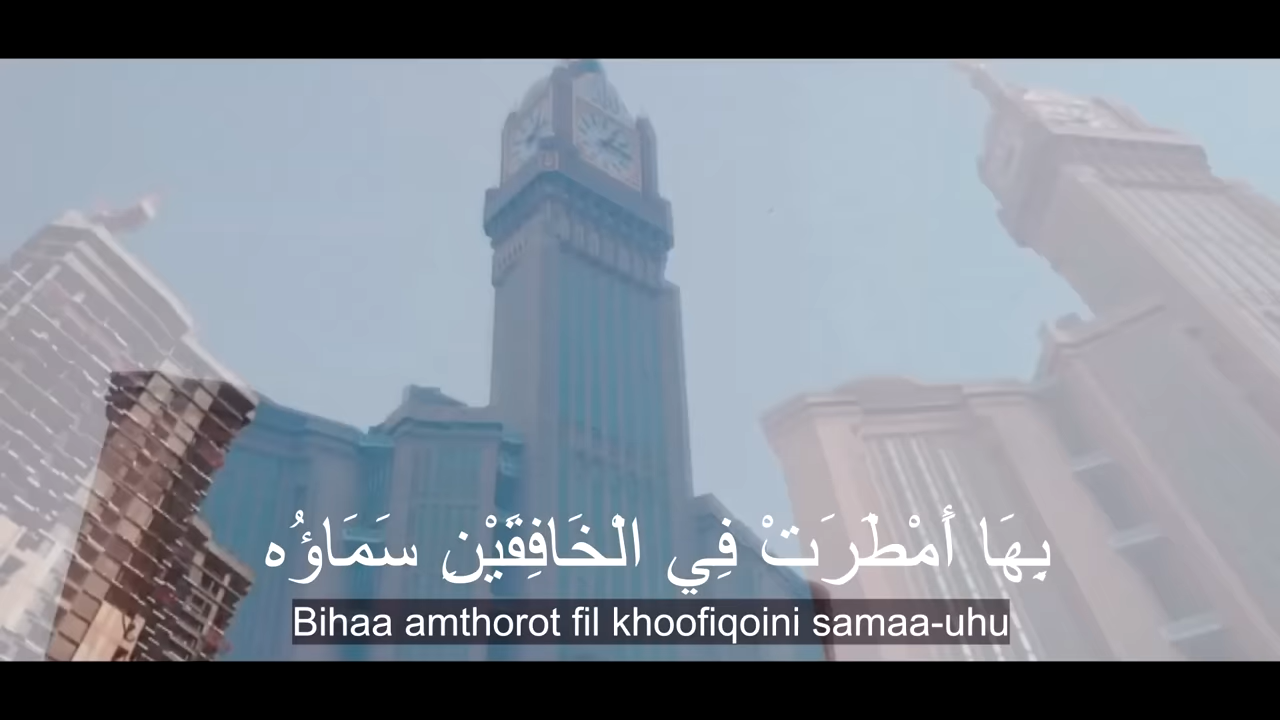 بِهَا أَمْطَرَتْ فِي الْخَافِقَيْنِ سَمَاؤُه
Bihaa amthorot fil khoofiqoini samaa-uhu